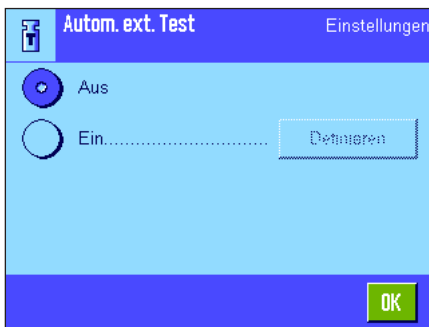 Autom. ext. Test Einstellungen
Aus
Ein............................ Definieren
OK